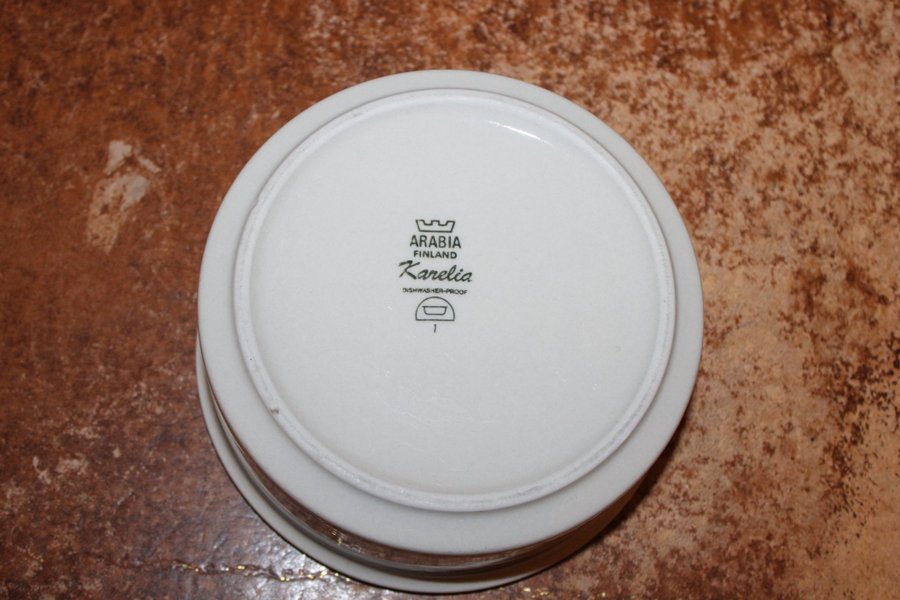 ARABIA
FINLAND
Karelia
DISHWASHER-PROOF
1